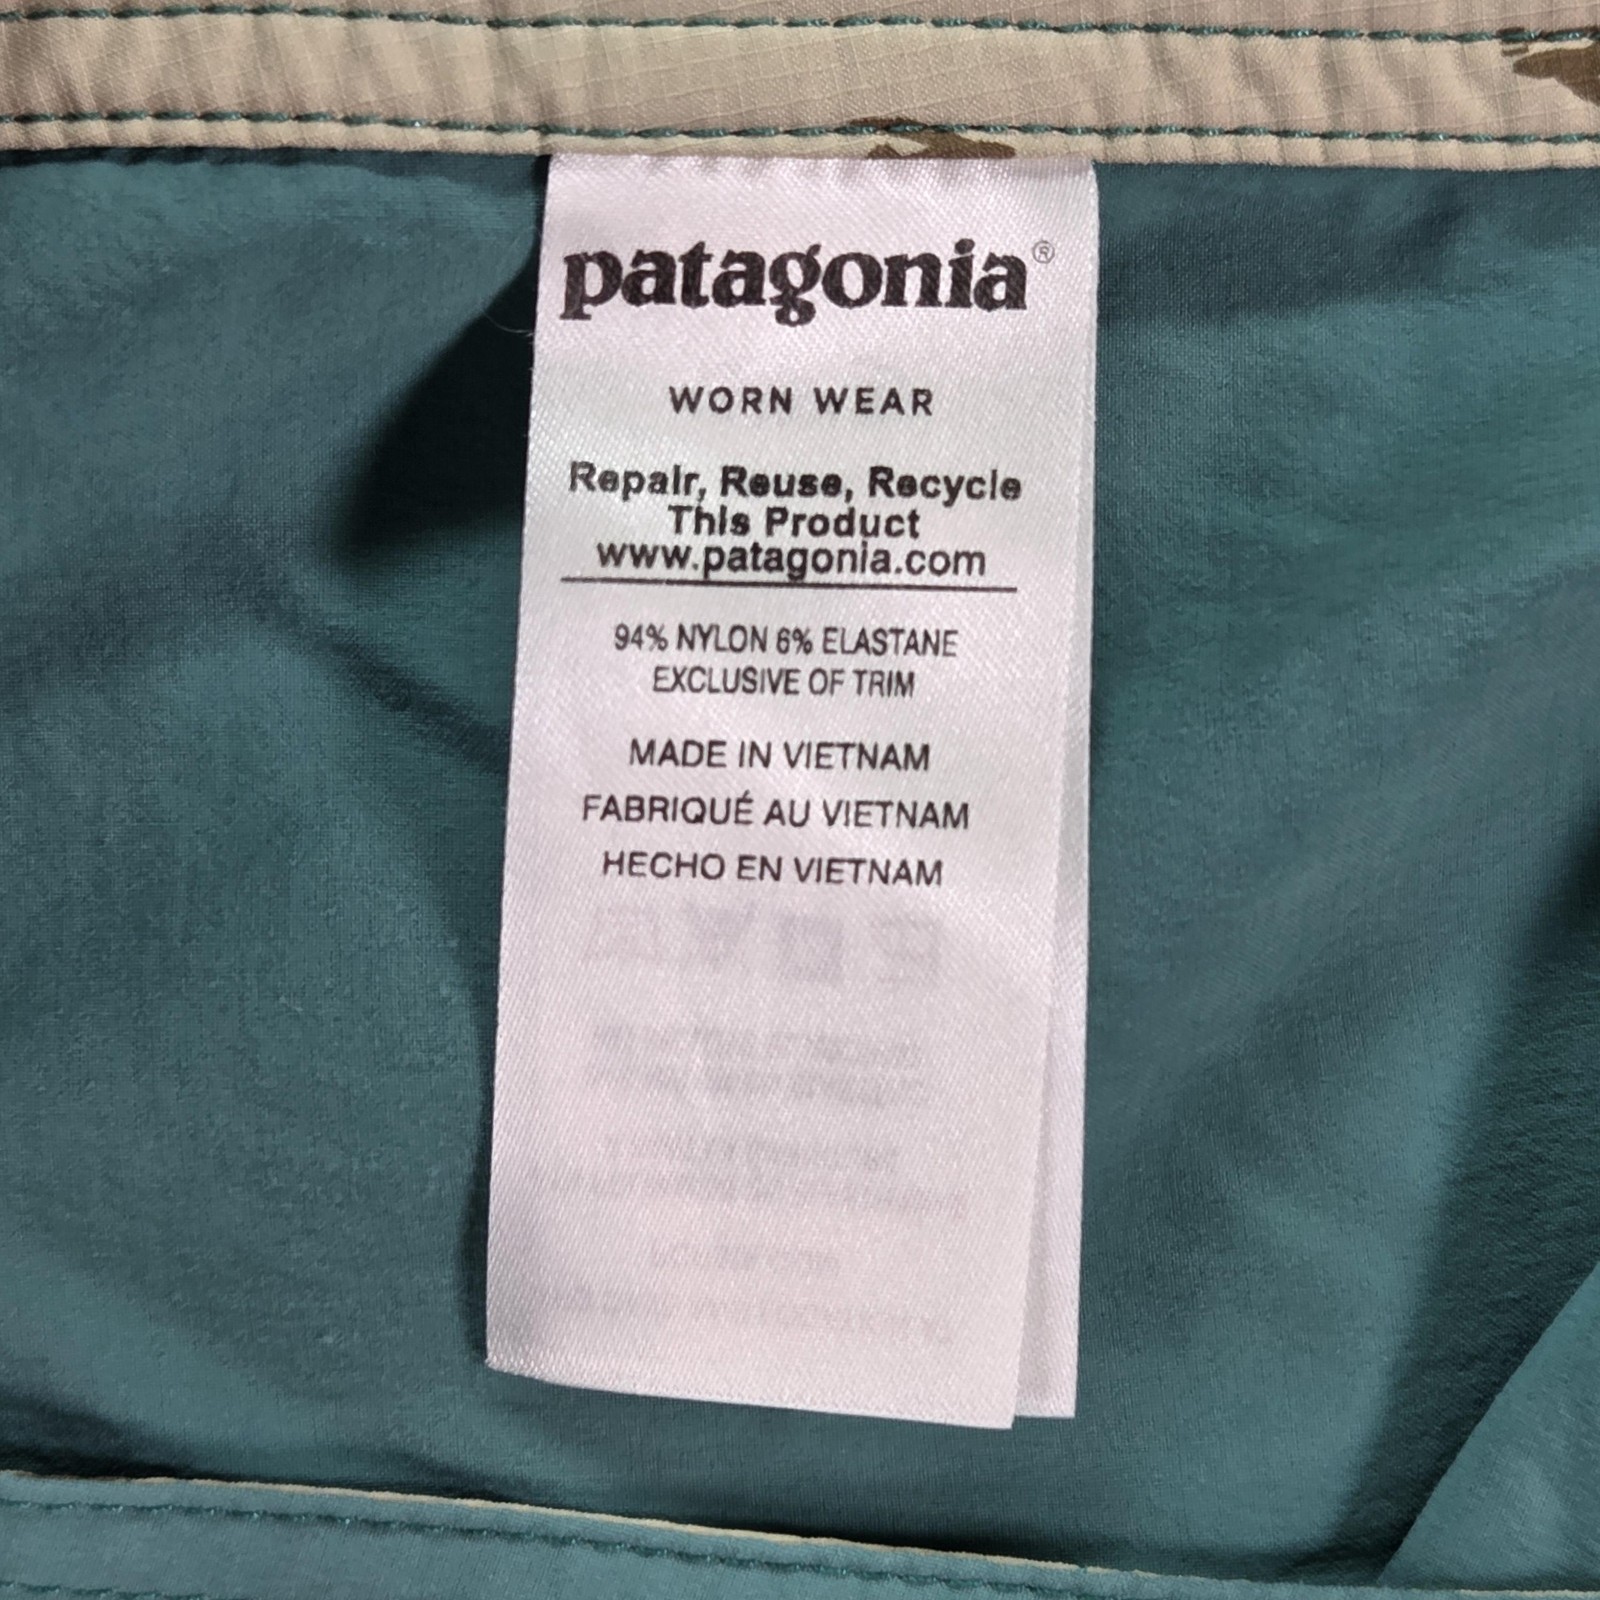 patagonia®
WORN WEAR
Repair, Reuse, Recycle
This Product
www.patagonia.com
94% NYLON 6% ELASTANE
EXCLUSIVE OF TRIM
MADE IN VIETNAM
FABRIQUÉ AU VIETNAM
HECHO EN VIETNAM